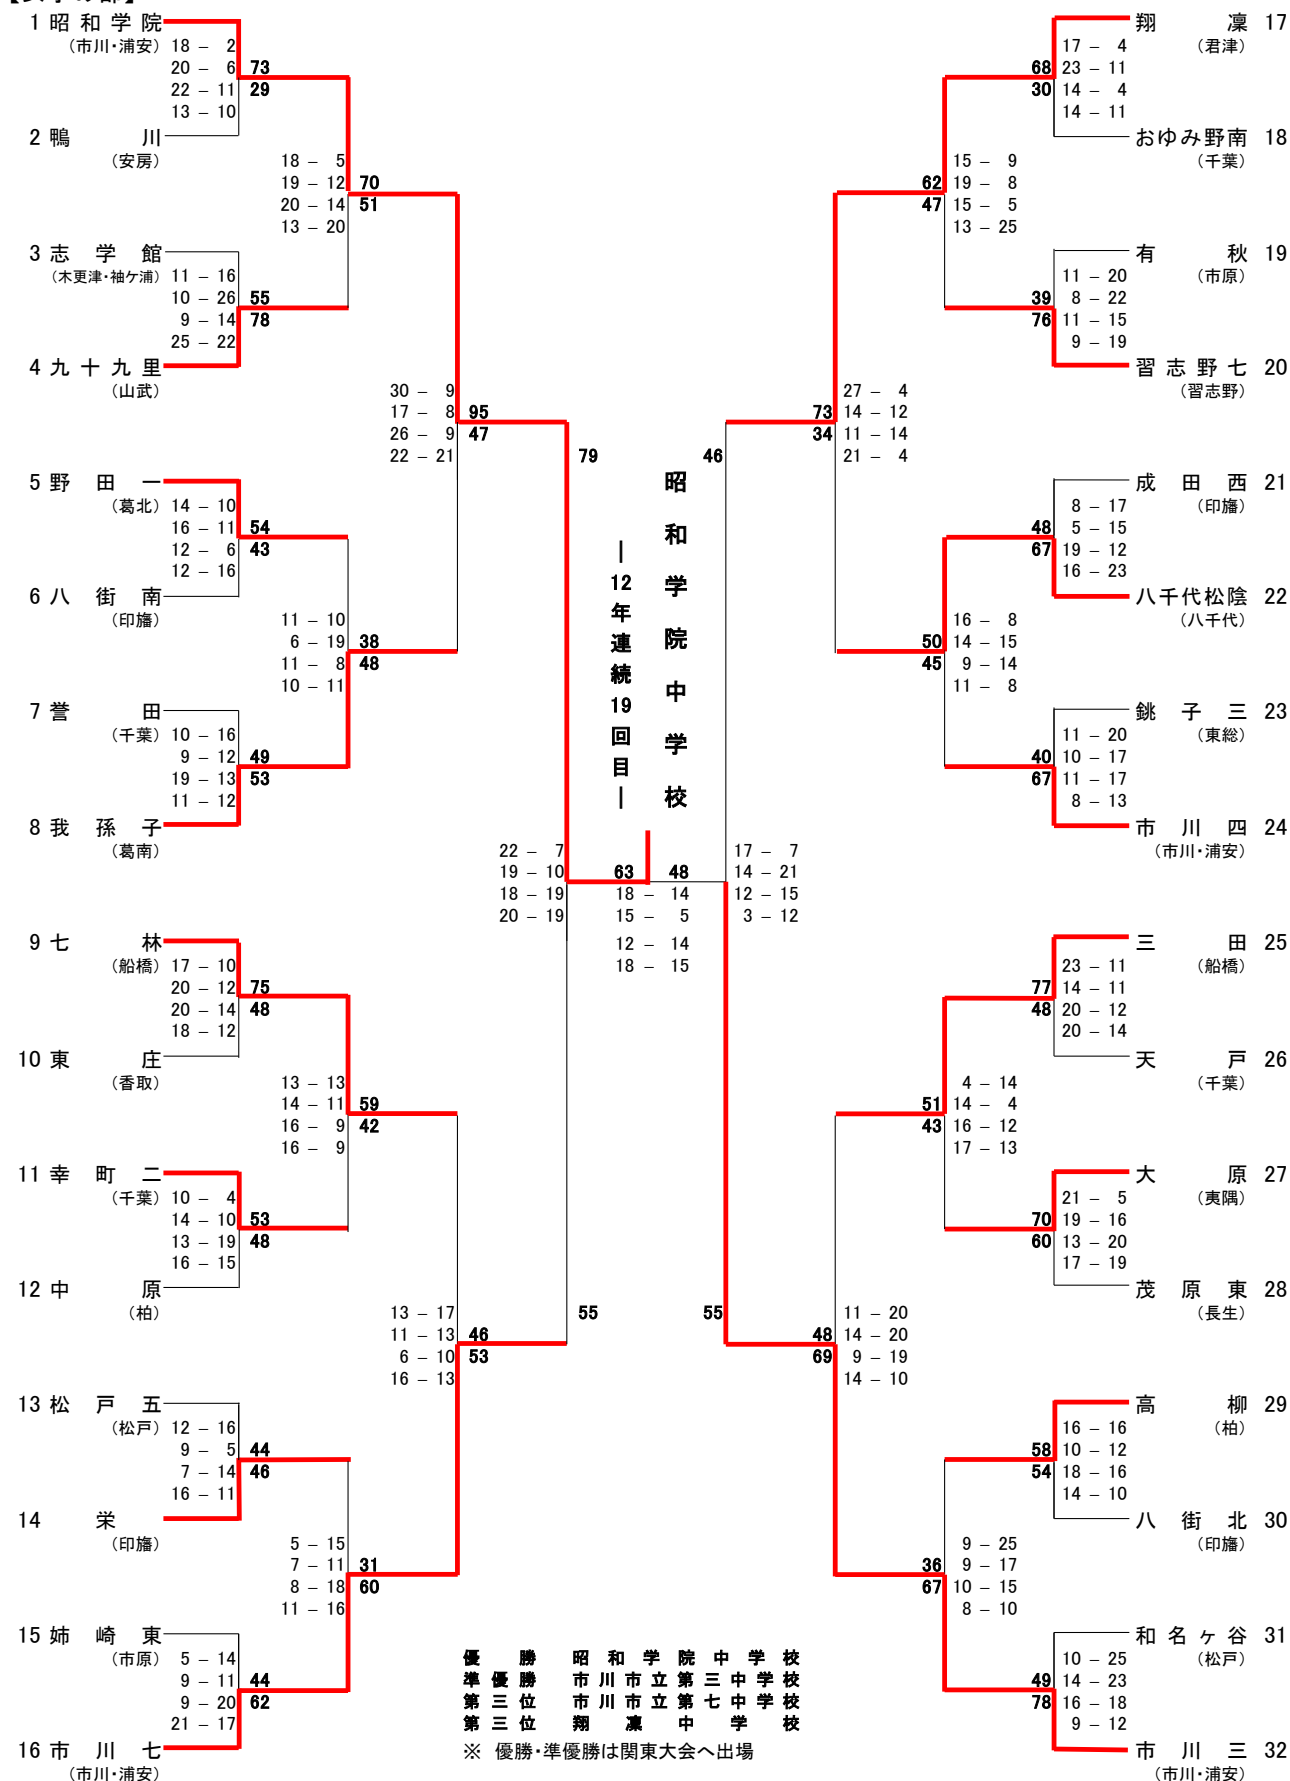 1 昭和学院
(市川・浦安)
18 － 2
20 － 6
22 － 11
13 － 10
73
29
2 鴨川
(安房)
18 － 5
19 － 12
20 － 14
13 － 20
70
51
3 志学館
(木更津・袖ケ浦)
11 － 16
10 － 26
9 － 14
25 － 22
55
78
4 九十九里
(山武)
30 － 9
17 － 8
26 － 9
22 － 21
95
47
5 野田一
(葛北)
14 － 10
16 － 11
12 － 6
12 － 16
54
43
6 八街南
(印旛)
11 － 10
6 － 19
11 － 8
10 － 11
38
48
7 誉田
(千葉)
10 － 16
9 － 12
19 － 13
11 － 12
49
53
8 我孫子
(葛南)
79
22 － 7
19 － 10
18 － 19
20 － 19
55
9 七林
(船橋)
17 － 10
20 － 12
20 － 14
18 － 12
75
48
10 東庄
(香取)
13 － 13
14 － 11
16 － 9
16 － 9
59
42
11 幸町二
(千葉)
10 － 4
14 － 10
13 － 19
16 － 15
53
48
12 中原
(柏)
13 － 17
11 － 13
6 － 10
16 － 13
46
53
13 松戸五
(松戸)
12 － 16
9 － 5
7 － 14
16 － 11
44
46
14 栄
(印旛)
5 － 15
7 － 11
8 － 18
11 － 16
31
60
15 姉崎東
(市原)
5 － 14
9 － 11
9 － 20
21 － 17
44
62
16 市川七
(市川・浦安)
昭和学院中学校
―12年連続19回目―
63 48
18 － 14
15 － 5
12 － 14
18 － 15
翔凜 17
(君津)
17 － 4
23 － 11
14 － 4
14 － 11
68
30
おゆみ野南 18
(千葉)
15 － 9
19 － 8
15 － 5
13 － 25
62
47
有秋 19
(市原)
11 － 20
8 － 22
11 － 15
9 － 19
39
76
習志野七 20
(習志野)
27 － 4
14 － 12
11 － 14
21 － 4
73
34
成田西 21
(印旛)
8 － 17
5 － 15
19 － 12
16 － 23
48
67
八千代松陰 22
(八千代)
16 － 8
14 － 15
9 － 14
11 － 8
50
45
銚子三 23
(東総)
11 － 20
10 － 17
11 － 17
8 － 13
40
67
市川四 24
(市川・浦安)
46
17 － 7
14 － 21
12 － 15
3 － 12
55
三田 25
(船橋)
23 － 11
14 － 11
20 － 12
20 － 14
77
48
天戸 26
(千葉)
4 － 14
14 － 4
16 － 12
17 － 13
51
43
大原 27
(夷隅)
21 － 5
19 － 16
13 － 20
17 － 19
70
60
茂原東 28
(長生)
11 － 20
14 － 20
9 － 19
14 － 10
48
69
高柳 29
(柏)
16 － 16
10 － 12
18 － 16
14 － 10
58
54
八街北 30
(印旛)
9 － 25
9 － 17
10 － 15
8 － 10
36
67
和名ヶ谷 31
(松戸)
10 － 25
14 － 23
16 － 18
9 － 12
49
78
市川三 32
(市川・浦安)
優勝 昭和学院中学校
準優勝 市川市立第三中学校
第三位 市川市立第七中学校
第三位 翔凜中学校
※ 優勝・準優勝は関東大会へ出場